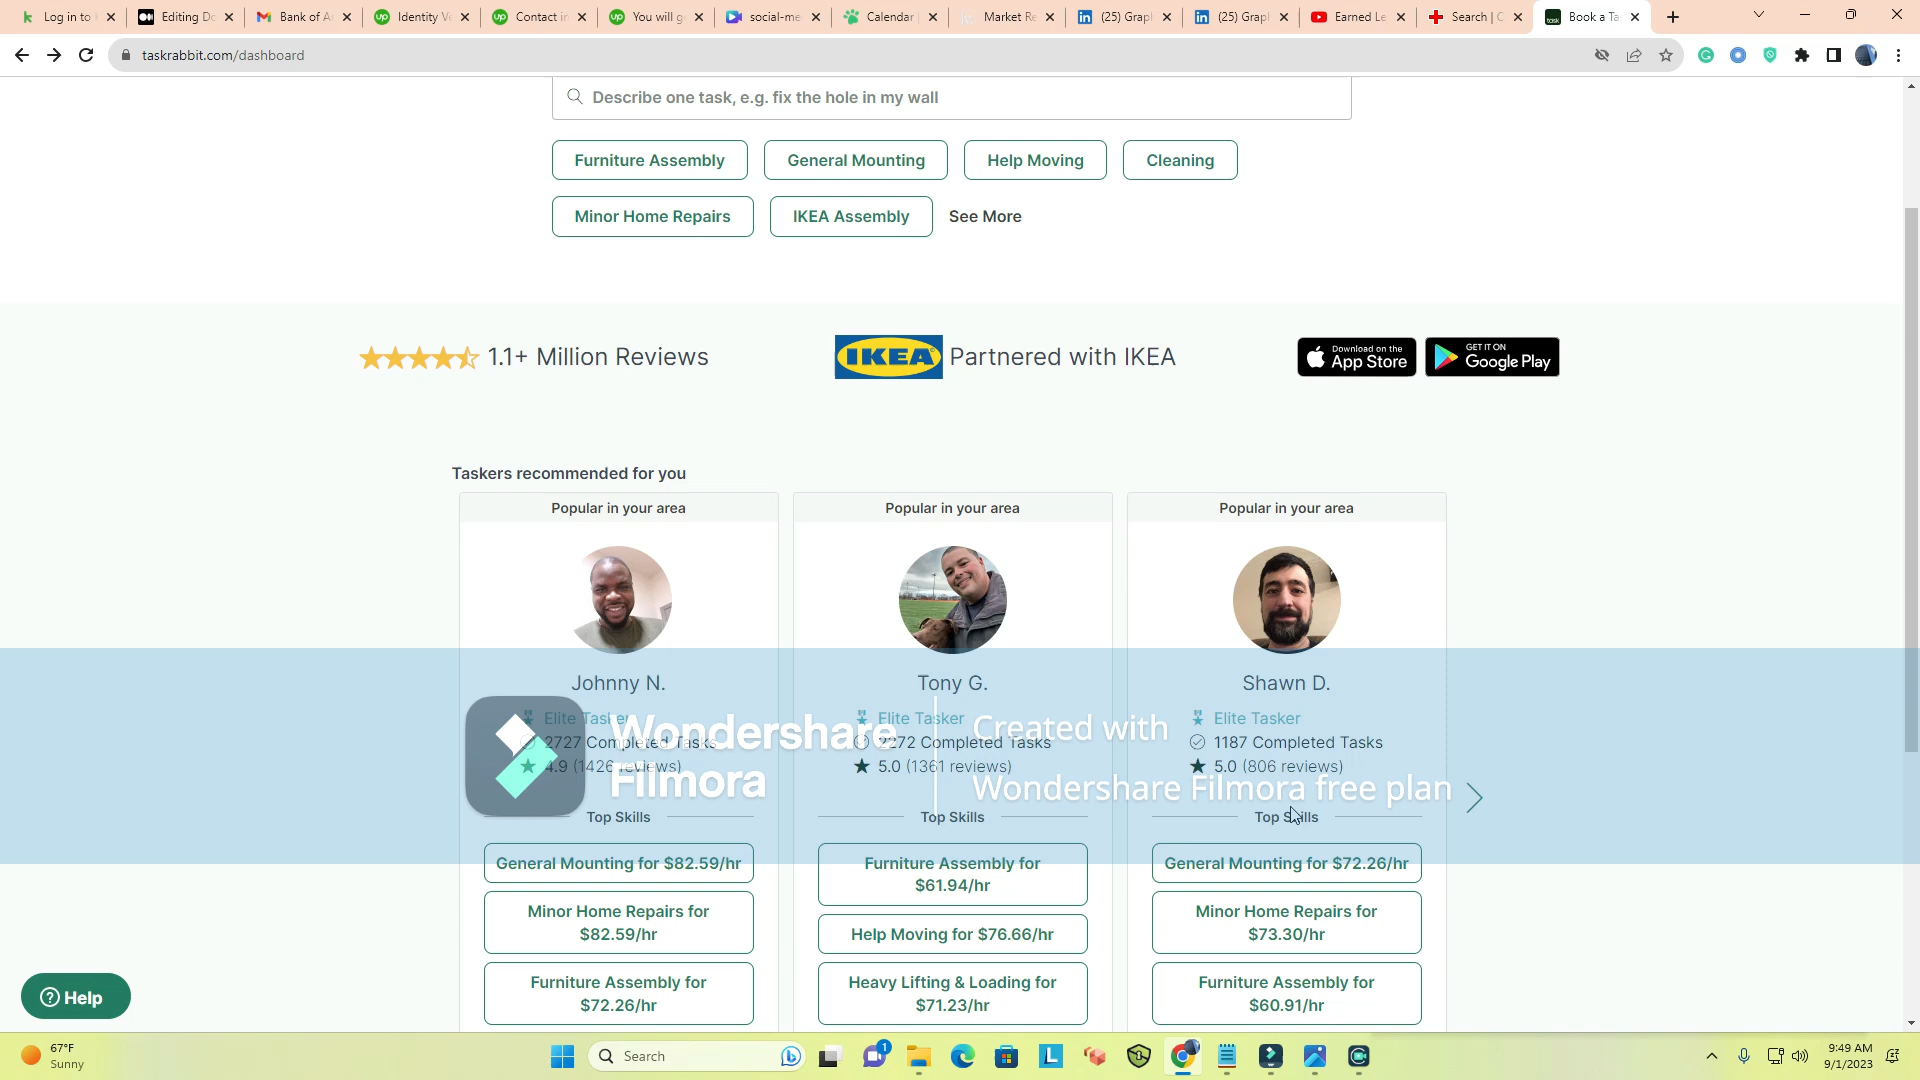 Log in to
Editing Do
Bank of A
Identity Ve
Contact in
You will g
social-me
Calendar
Market Re
(25) Grap
(25) Grap
Earned Le
Search | C
Book a Ta
taskrabbit.com/dashboard
Describe one task, e.g. fix the hole in my wall
Furniture Assembly
General Mounting
Help Moving
Cleaning
Minor Home Repairs
IKEA Assembly
See More
1.1+ Million Reviews
IKEA
Partnered with IKEA
Download on the
App Store
GET IT ON
Google Play
Taskers recommended for you
Popular in your area
Popular in your area
Popular in your area
Johnny N.
Tony G.
Shawn D.
Elite Tasker
Elite Tasker
Elite Tasker
2727 Completed Tasks
2272 Completed Tasks
1187 Completed Tasks
4.9 (1426 reviews)
5.0 (1361 reviews)
5.0 (806 reviews)
Wondershare
Filmora
Created with
Wondershare Filmora free plan
Top Skills
Top Skills
Top Skills
General Mounting for $82.59/hr
Furniture Assembly for
$61.94/hr
General Mounting for $72.26/hr
Minor Home Repairs for
$82.59/hr
Help Moving for $76.66/hr
Minor Home Repairs for
$73.30/hr
Furniture Assembly for
$72.26/hr
Heavy Lifting & Loading for
$71.23/hr
Furniture Assembly for
$60.91/hr
Help
67°F
Sunny
Search
1
9:49 AM
9/1/2023